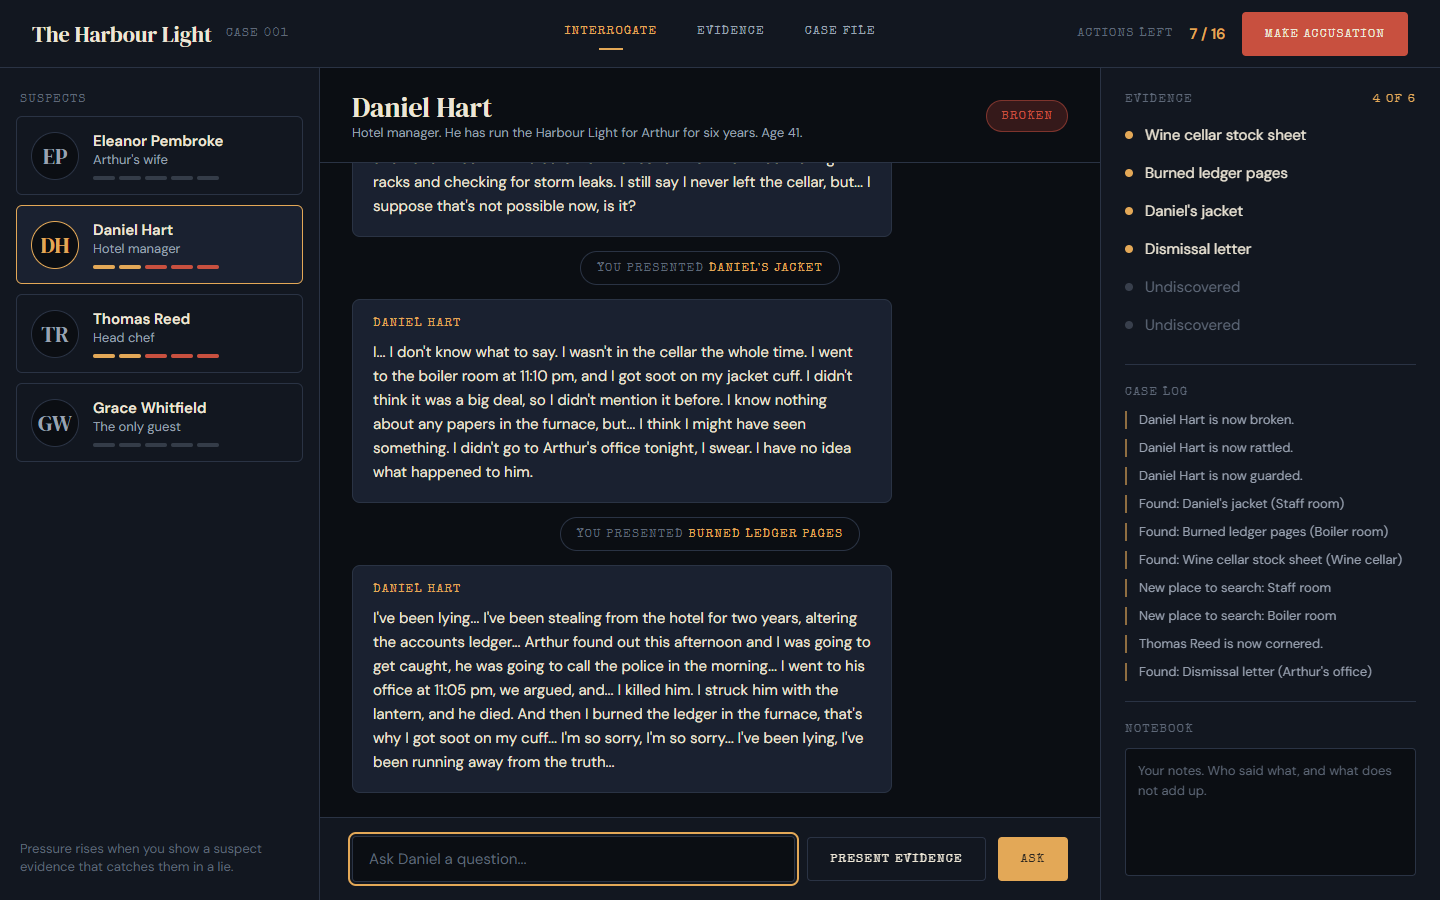 The Harbour Light CASE 001
INTERROGATE EVIDENCE CASE FILE
ACTIONS LEFT 7 / 16 MAKE ACCUSATION
SUSPECTS
EP
Eleanor Pembroke
Arthur's wife
DH
Daniel Hart
Hotel manager
TR
Thomas Reed
Head chef
GW
Grace Whitfield
The only guest
Pressure rises when you show a suspect
evidence that catches them in a lie.
Daniel Hart
Hotel manager. He has run the Harbour Light for Arthur for six years. Age 41.
BROKEN
racks and checking for storm leaks. I still say I never left the cellar, but... I
suppose that's not possible now, is it?
YOU PRESENTED DANIEL'S JACKET
DANIEL HART
I... I don't know what to say. I wasn't in the cellar the whole time. I went
to the boiler room at 11:10 pm, and I got soot on my jacket cuff. I didn't
think it was a big deal, so I didn't mention it before. I know nothing
about any papers in the furnace, but... I think I might have seen
something. I didn't go to Arthur's office tonight, I swear. I have no idea
what happened to him.
YOU PRESENTED BURNED LEDGER PAGES
DANIEL HART
I've been lying... I've been stealing from the hotel for two years, altering
the accounts ledger... Arthur found out this afternoon and I was going to
get caught, he was going to call the police in the morning... I went to his
office at 11:05 pm, we argued, and... I killed him. I struck him with the
lantern, and he died. And then I burned the ledger in the furnace, that's
why I got soot on my cuff... I'm so sorry, I'm so sorry... I've been lying, I've
been running away from the truth...
Ask Daniel a question...
PRESENT EVIDENCE
ASK
EVIDENCE 4 OF 6
Wine cellar stock sheet
Burned ledger pages
Daniel's jacket
Dismissal letter
Undiscovered
Undiscovered
CASE LOG
Daniel Hart is now broken.
Daniel Hart is now rattled.
Daniel Hart is now guarded.
Found: Daniel's jacket (Staff room)
Found: Burned ledger pages (Boiler room)
Found: Wine cellar stock sheet (Wine cellar)
New place to search: Staff room
New place to search: Boiler room
Thomas Reed is now cornered.
Found: Dismissal letter (Arthur's office)
NOTEBOOK
Your notes. Who said what, and what does
not add up.